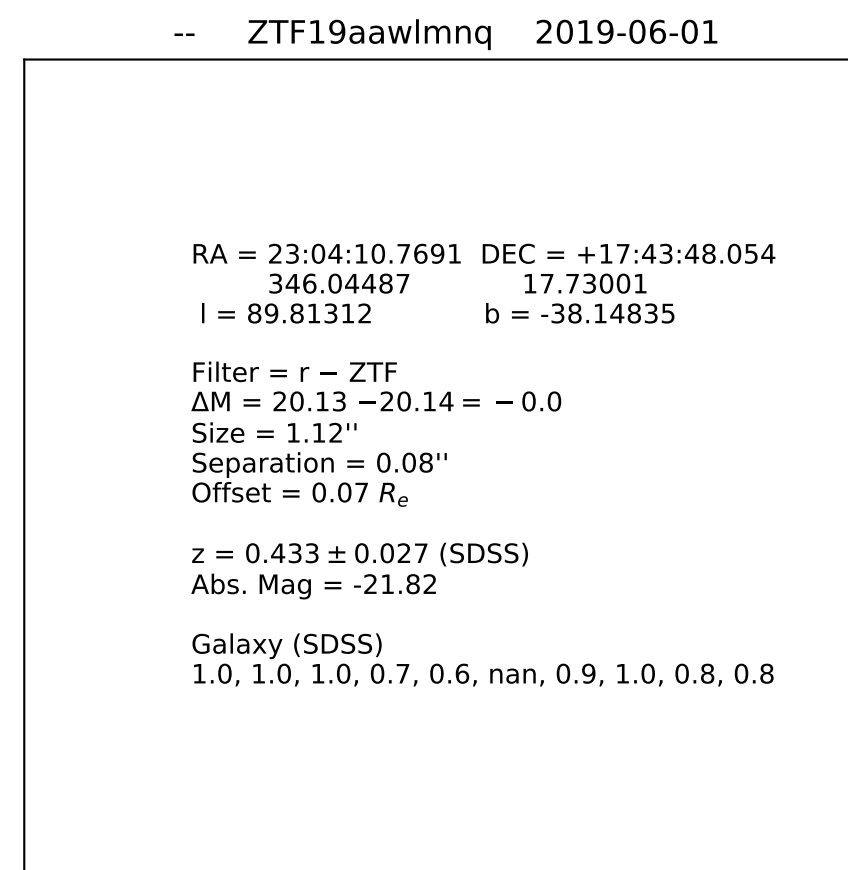 --   ZTF19aawlmnq   2019-06-01
RA = 23:04:10.7691  DEC = +17:43:48.054
346.04487   17.73001
l = 89.81312   b = -38.14835
Filter = r − ZTF
ΔM = 20.13 −20.14 = −0.0
Size = 1.12''
Separation = 0.08''
Offset = 0.07 Re
z = 0.433 ± 0.027 (SDSS)
Abs. Mag = -21.82
Galaxy (SDSS)
1.0, 1.0, 1.0, 0.7, 0.6, nan, 0.9, 1.0, 0.8, 0.8